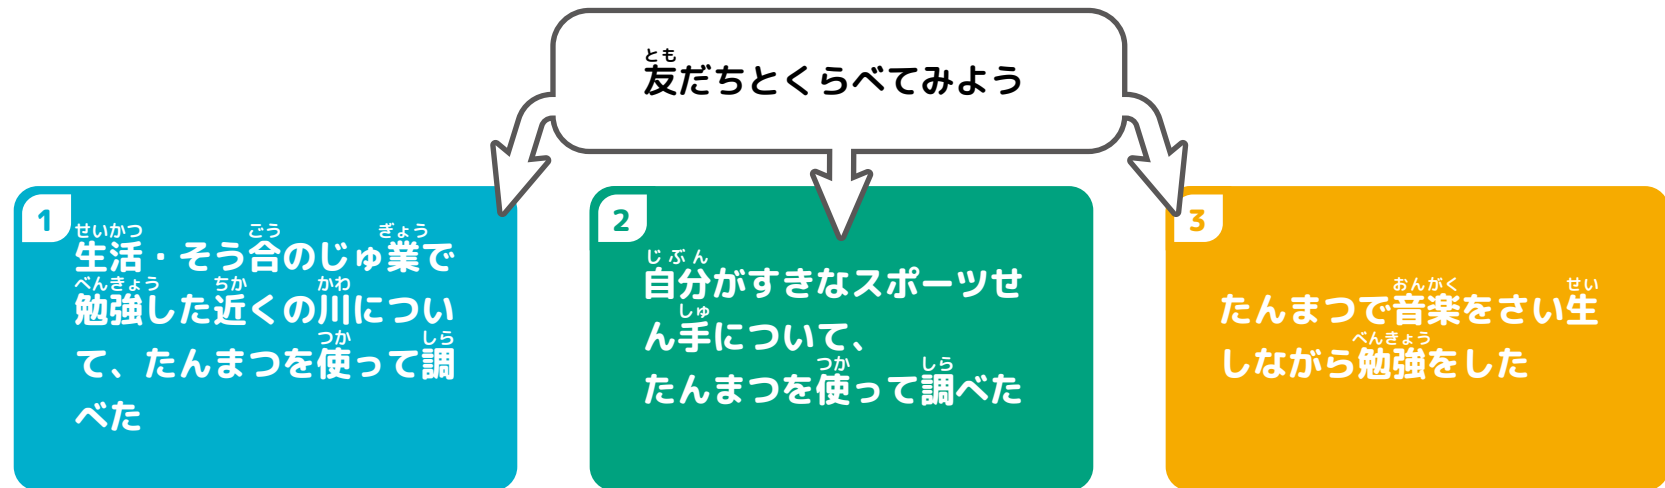 とも
友だちとくらべてみよう
1
せいかつ ごう ぎょう
生活・そう合のじゅ業で
べんきょう ちか かわ
勉強した近くの川につい
つか しら
て、たんまつを使って調
べた
2
じぶん
自分がすきなスポーツせ
しゅ
ん手について、
つか しら
たんまつを使って調べた
3
おんがく せい
たんまつで音楽をさい生
べんきょう
しながら勉強をした